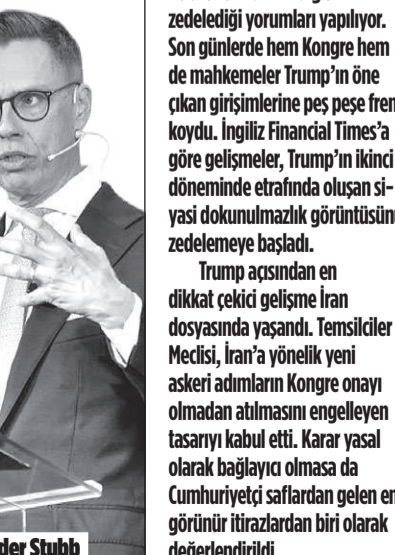 zedelediği yorumları yapılıyor.
Son günlerde hem Kongre hem
de mahkemeler Trump’ın öne
çıkan girişimlerine peş peşe fren
koydu. İngiliz Financial Times’a
göre gelişmeler, Trump’ın ikinci
döneminde etrafında oluşan si-
yasi dokunulmazlık görüntüsün
zedelemeye başladı.
Trump açısından en
dikkat çekici gelişme İran
dosyasında yaşandı. Temsilciler
Meclisi, İran’a yönelik yeni
askeri adımların Kongre onayı
olmadan atılmasını engelleyen
tasarıyı kabul etti. Karar yasal
olarak bağlayıcı olmasa da
Cumhuriyetçi saflardan gelen en
görünür itirazlardan biri olarak
değerlendirildi
der Stubb